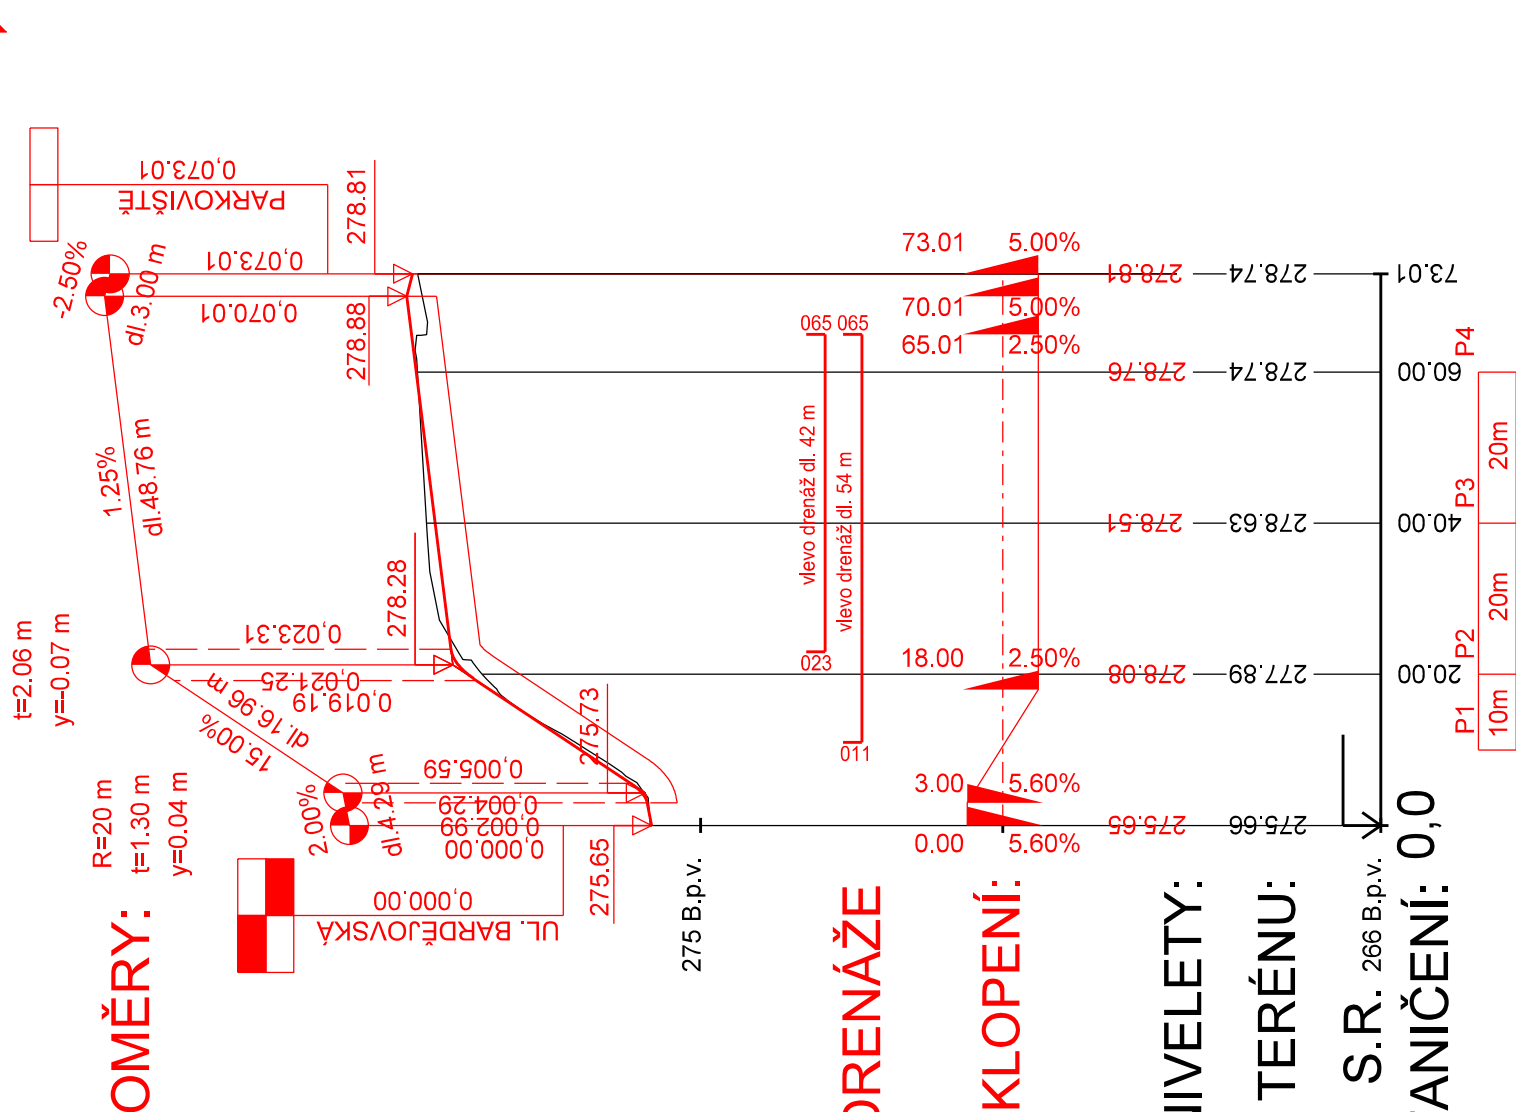 0,073.01
PARKOVIŠTĚ
-2.50%
dl.3.00 m
0,073.01
0,070.01
278.81
278.88
1.25%
dl.48.76 m
t=2.06 m
y=-0.07 m
0,023.31
0,021.25
0,019.19
278.28
15.00%
dl.16.96 m
R=20 m
t=1.30 m
y=0.04 m
2.00%
dl.4.29 m
0,005.59
0,004.29
0,002.99
0,000.00
275.73
275.65
0,000.00
UL. BARDĚJOVSKÁ
OMĚRY:
275 B.p.v.
065 065
vlevo drenáž dl. 42 m
vlevo drenáž dl. 54 m
023
011
DRENÁŽE
73.01 5.00%
70.01 5.00%
65.01 2.50%
18.00 2.50%
3.00 5.60%
0.00 5.60%
KLOPENÍ:
278.81
278.76
278.51
278.08
275.65
NIVELETY:
278.74
278.74
278.63
277.89
275.66
TERÉNU:
S.R. 266 B.p.v.
73.01
60.00
40.00
20.00
0,0
ANIČENÍ:
P4
P3
P2
P1
20m
20m
10m